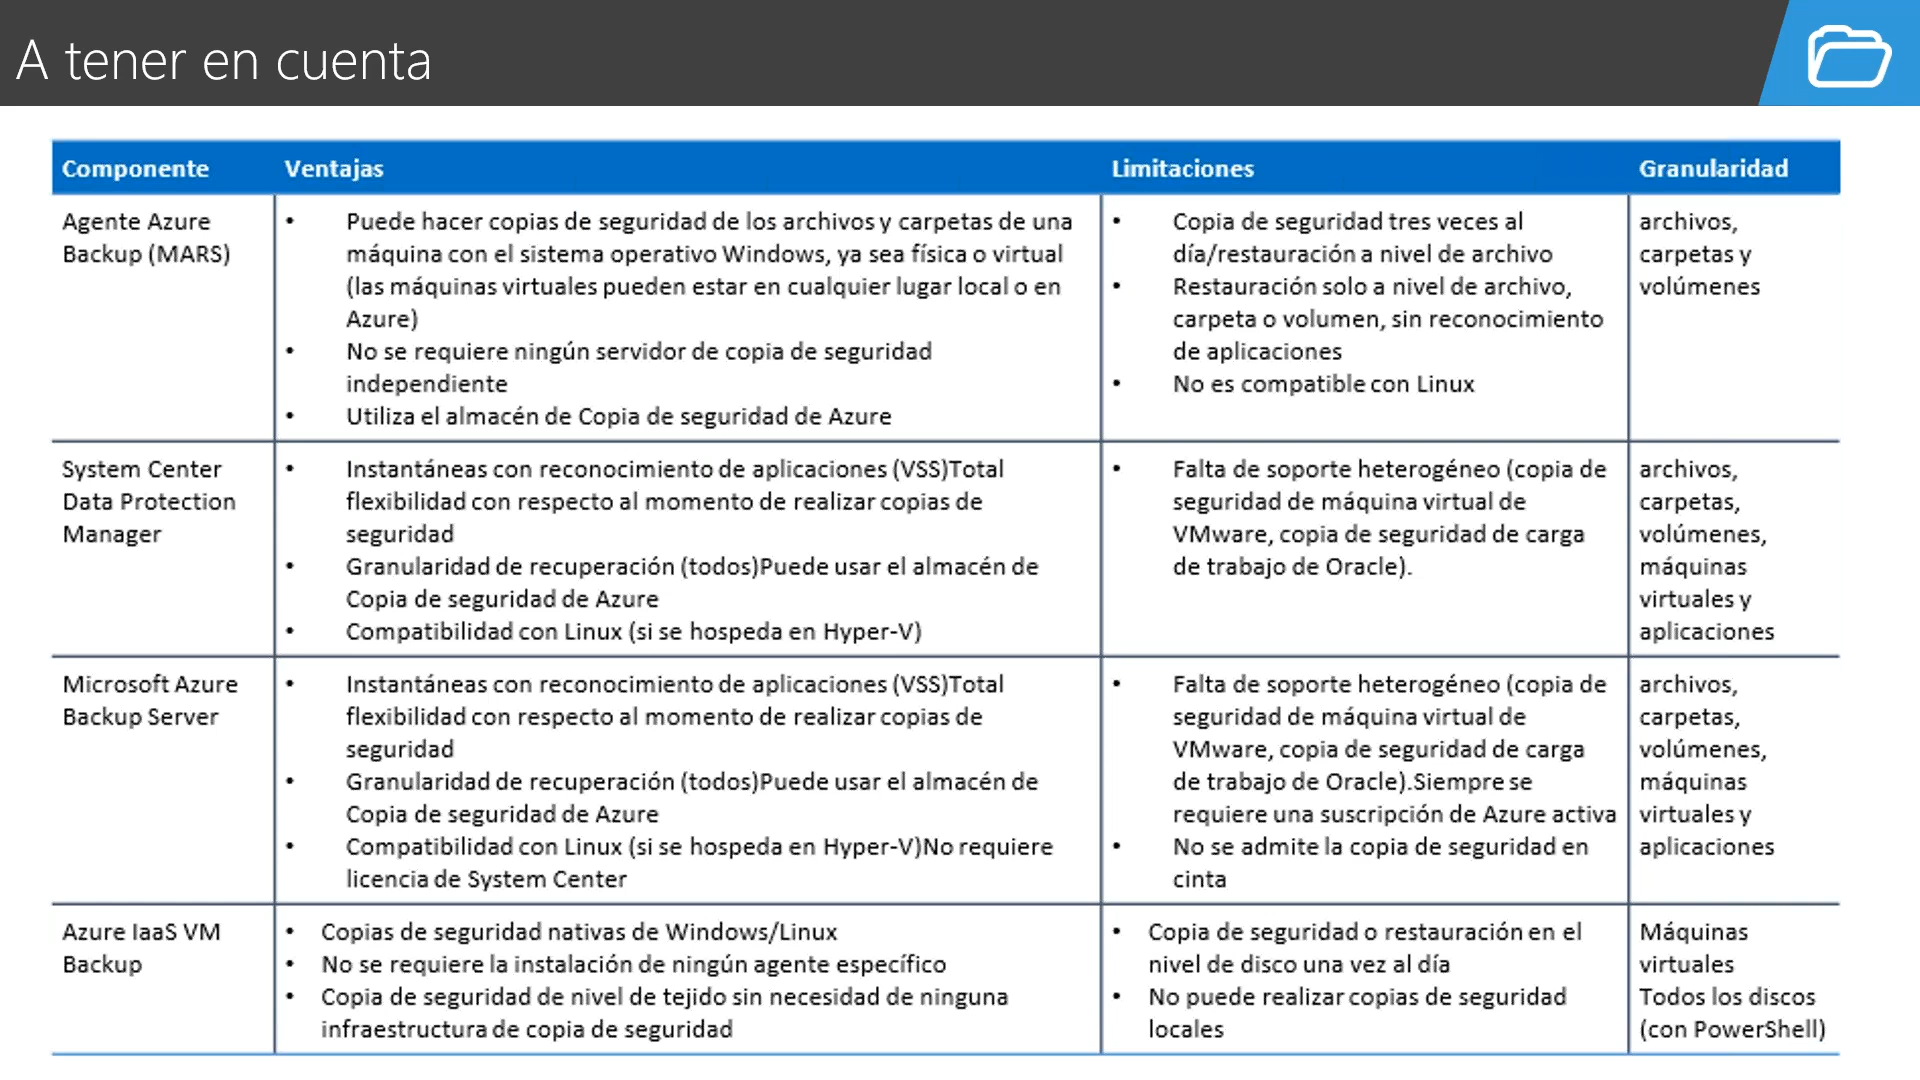 A tener en cuenta
Componente Ventajas Limitaciones Granularidad
Agente Azure
Backup (MARS)
• Puede hacer copias de seguridad de los archivos y carpetas de una
máquina con el sistema operativo Windows, ya sea física o virtual
(las máquinas virtuales pueden estar en cualquier lugar local o en
Azure)
• No se requiere ningún servidor de copia de seguridad
independiente
• Utiliza el almacén de Copia de seguridad de Azure
• Copia de seguridad tres veces al
día/restauración a nivel de archivo
• Restauración solo a nivel de archivo,
carpeta o volumen, sin reconocimiento
de aplicaciones
• No es compatible con Linux
archivos,
carpetas y
volúmenes
System Center
Data Protection
Manager
• Instantáneas con reconocimiento de aplicaciones (VSS)Total
flexibilidad con respecto al momento de realizar copias de
seguridad
• Granularidad de recuperación (todos)Puede usar el almacén de
Copia de seguridad de Azure
• Compatibilidad con Linux (si se hospeda en Hyper-V)
• Falta de soporte heterogéneo (copia de
seguridad de máquina virtual de
VMware, copia de seguridad de carga
de trabajo de Oracle).
archivos,
carpetas,
volúmenes,
máquinas
virtuales y
aplicaciones
Microsoft Azure
Backup Server
• Instantáneas con reconocimiento de aplicaciones (VSS)Total
flexibilidad con respecto al momento de realizar copias de
seguridad
• Granularidad de recuperación (todos)Puede usar el almacén de
Copia de seguridad de Azure
• Compatibilidad con Linux (si se hospeda en Hyper-V)No requiere
licencia de System Center
• Falta de soporte heterogéneo (copia de
seguridad de máquina virtual de
VMware, copia de seguridad de carga
de trabajo de Oracle).Siempre se
requiere una suscripción de Azure activa
• No se admite la copia de seguridad en
cinta
archivos,
carpetas,
volúmenes,
máquinas
virtuales y
aplicaciones
Azure IaaS VM
Backup
• Copias de seguridad nativas de Windows/Linux
• No se requiere la instalación de ningún agente específico
• Copia de seguridad de nivel de tejido sin necesidad de ninguna
infraestructura de copia de seguridad
• Copia de seguridad o restauración en el
nivel de disco una vez al día
• No puede realizar copias de seguridad
locales
Máquinas
virtuales
Todos los discos
(con PowerShell)